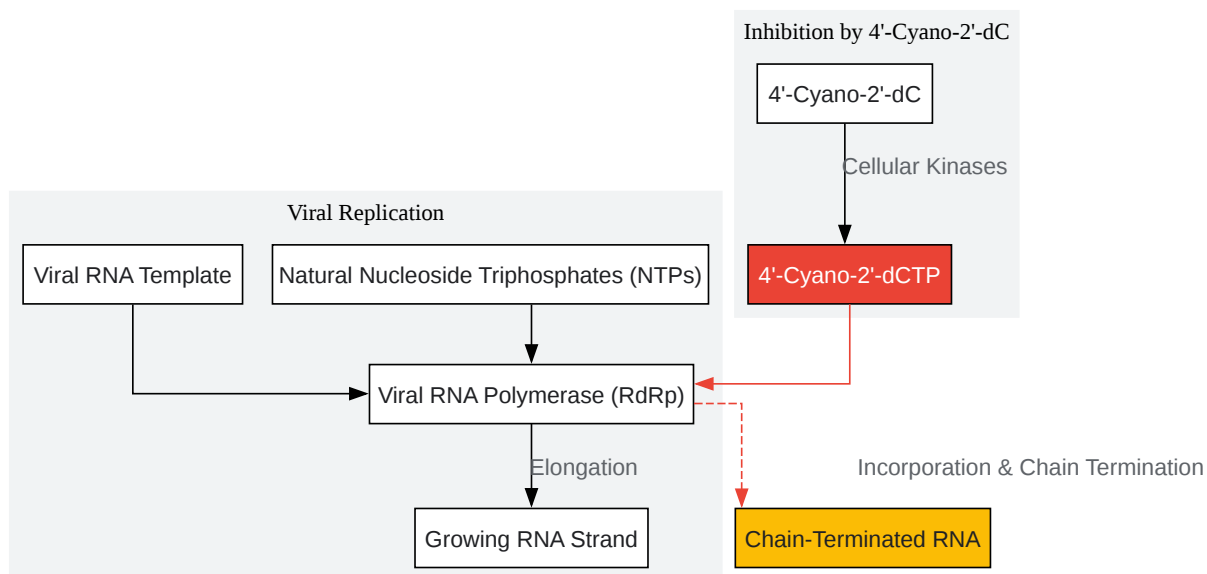 Inhibition by 4'-Cyano-2'-dC
4'-Cyano-2'-dC
Cellular Kinases
Viral Replication
Viral RNA Template
Natural Nucleoside Triphosphates (NTPs)
4'-Cyano-2'-dCTP
Viral RNA Polymerase (RdRp)
Elongation
Incorporation & Chain Termination
Growing RNA Strand
Chain-Terminated RNA